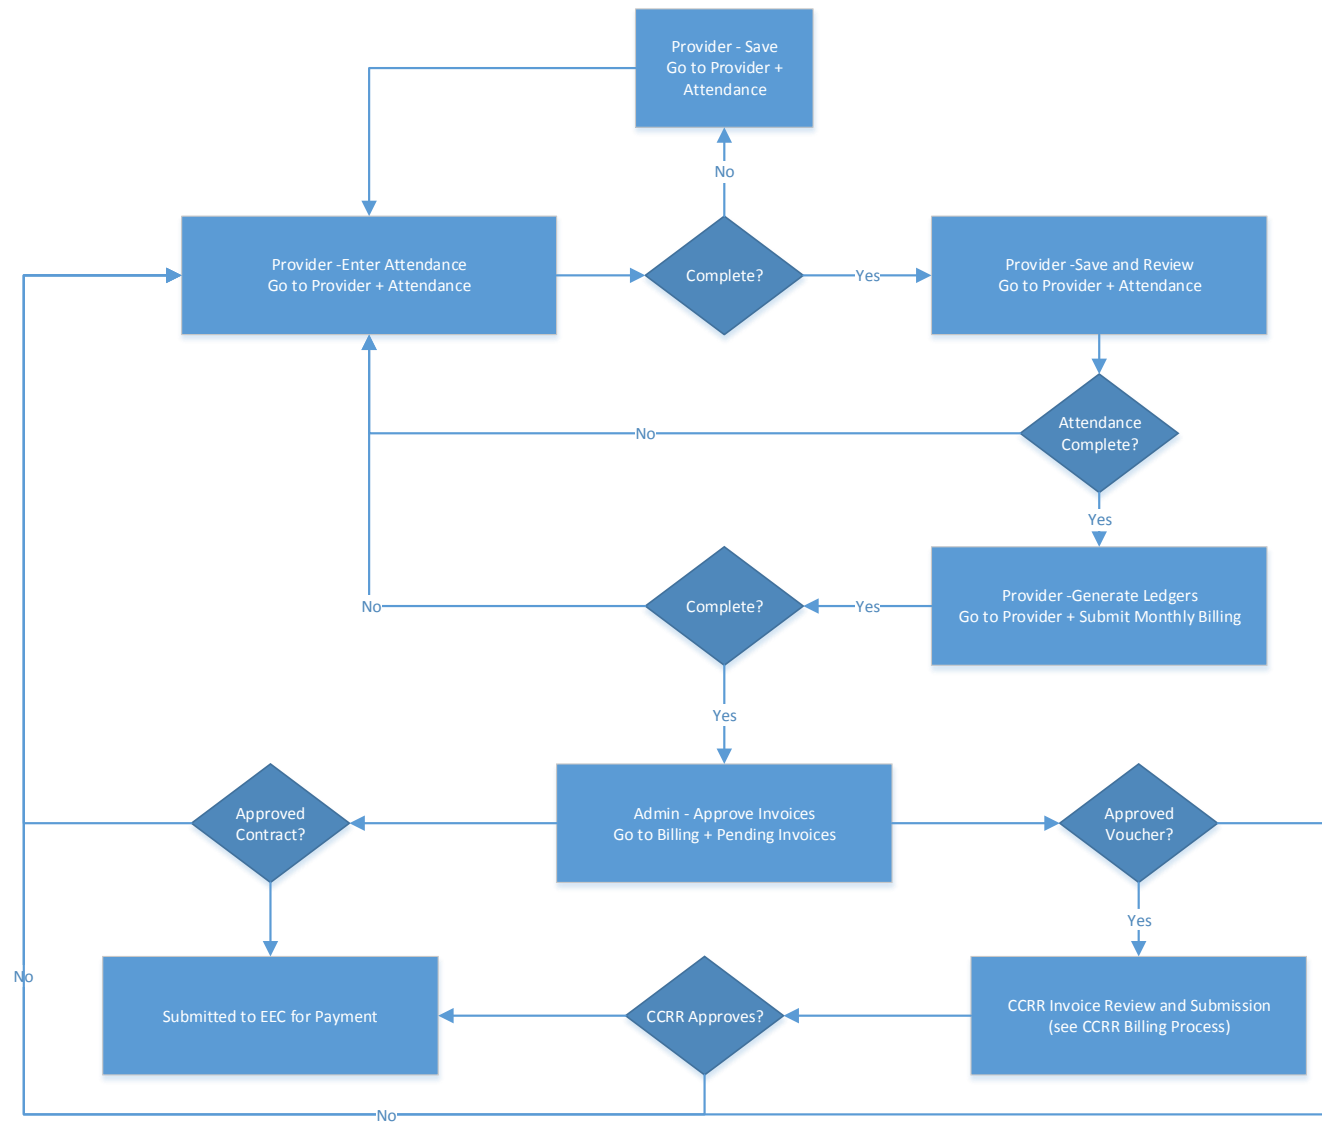 Provider - Save
Go to Provider +
Attendance
No
Provider -Enter Attendance
Go to Provider + Attendance
Complete?
Yes
Provider -Save and Review
Go to Provider + Attendance
Attendance
Complete?
No
Yes
Provider -Generate Ledgers
Go to Provider + Submit Monthly Billing
Yes
Complete?
No
Yes
Admin - Approve Invoices
Go to Billing + Pending Invoices
Approved
Contract?
Approved
Voucher?
Yes
No
Submitted to EEC for Payment
CCRR Approves?
CCRR Invoice Review and Submission
(see CCRR Billing Process)
No